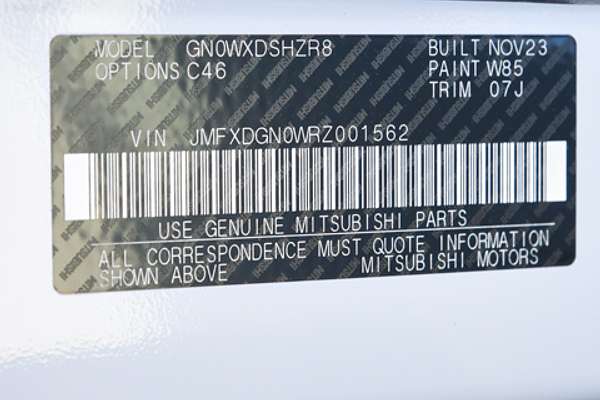 MODEL GN0WXDSHZR8 BUILT NOV23
OPTIONS C46 PAINT W85
TRIM 07J
VIN JMFXDGN0WRZ001562
USE GENUINE MITSUBISHI PARTS
ALL CORRESPONDENCE MUST QUOTE INFORMATION
SHOWN ABOVE MITSUBISHI MOTORS